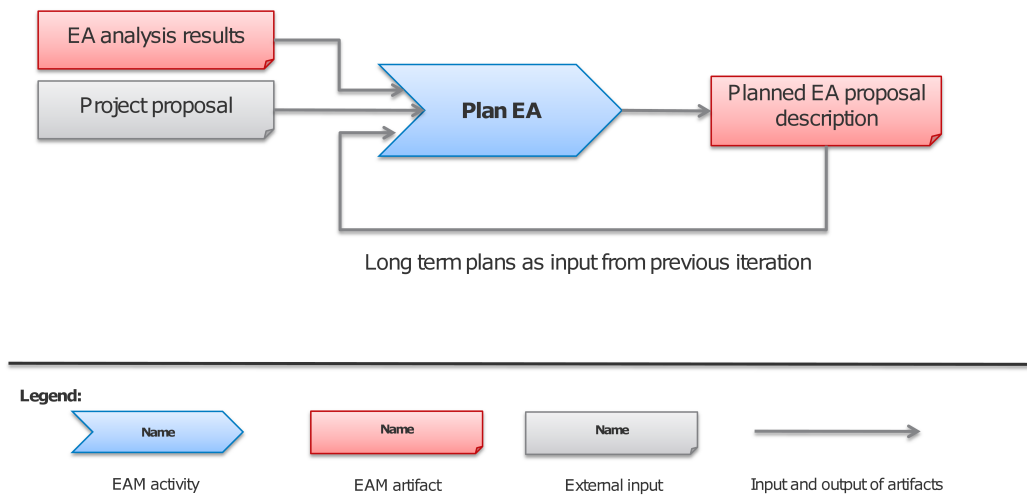 EA analysis results
Project proposal
Plan EA
Planned EA proposal
description
Long term plans as input from previous iteration
Legend:
Name
Name
Name
EAM activity
EAM artifact
External input
Input and output of artifacts